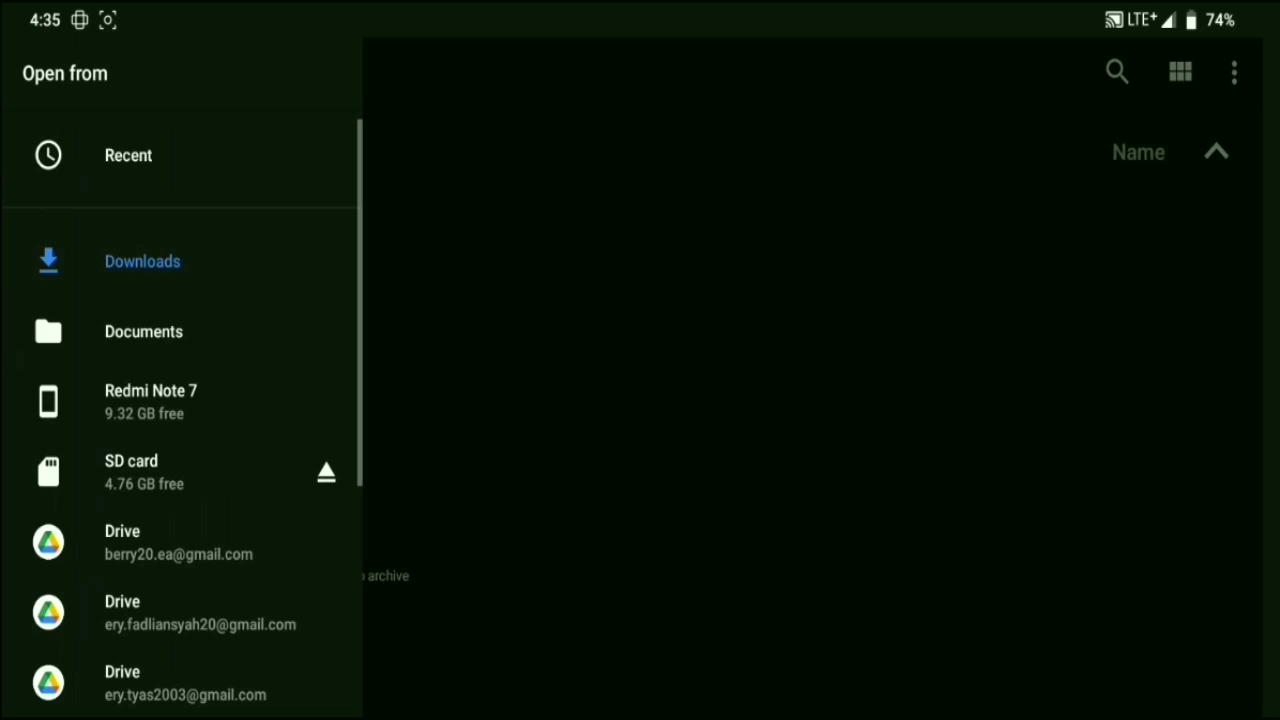 4:35 LTE+ 74%
Open from
Recent
Name
Downloads
Documents
Redmi Note 7
9.32 GB free
SD card
4.76 GB free
Drive
berry20.ea@gmail.com
archive
Drive
ery.fadliansyah20@gmail.com
Drive
ery.tyas2003@gmail.com